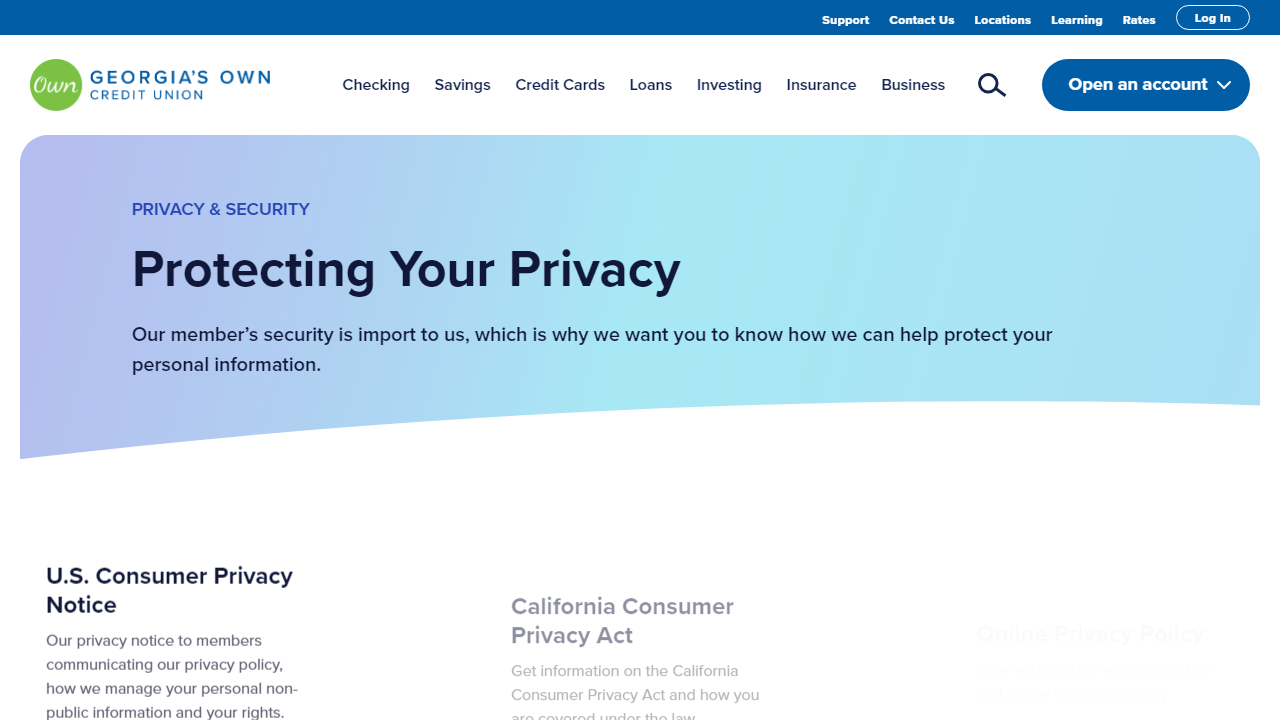 Support Contact Us Locations Learning Rates Log In
Own GEORGIA'S OWN
CREDIT UNION
Checking Savings Credit Cards Loans Investing Insurance Business Open an account
PRIVACY & SECURITY
Protecting Your Privacy
Our member’s security is import to us, which is why we want you to know how we can help protect your
personal information.
U.S. Consumer Privacy
Notice
Our privacy notice to members
communicating our privacy policy,
how we manage your personal non-
public information and your rights.
California Consumer
Privacy Act
Get information on the California
Consumer Privacy Act and how you
are covered under the law.
Online Privacy Policy